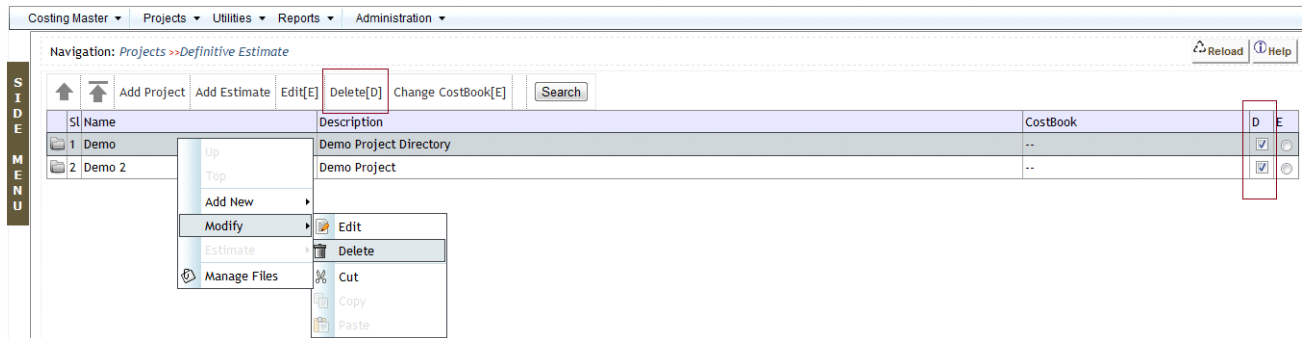 Costing Master Projects Utilities Reports Administration
Navigation: Projects >>Definitive Estimate Reload Help
SIDE MENU
Add Project Add Estimate Edit[E] Delete[D] Change CostBook[E] Search
Sl Name Description CostBook D E
1 Demo Demo Project Directory --
2 Demo 2 Demo Project --
Up
Top
Add New
Modify
Estimate
Manage Files
Edit
Delete
Cut
Copy
Paste